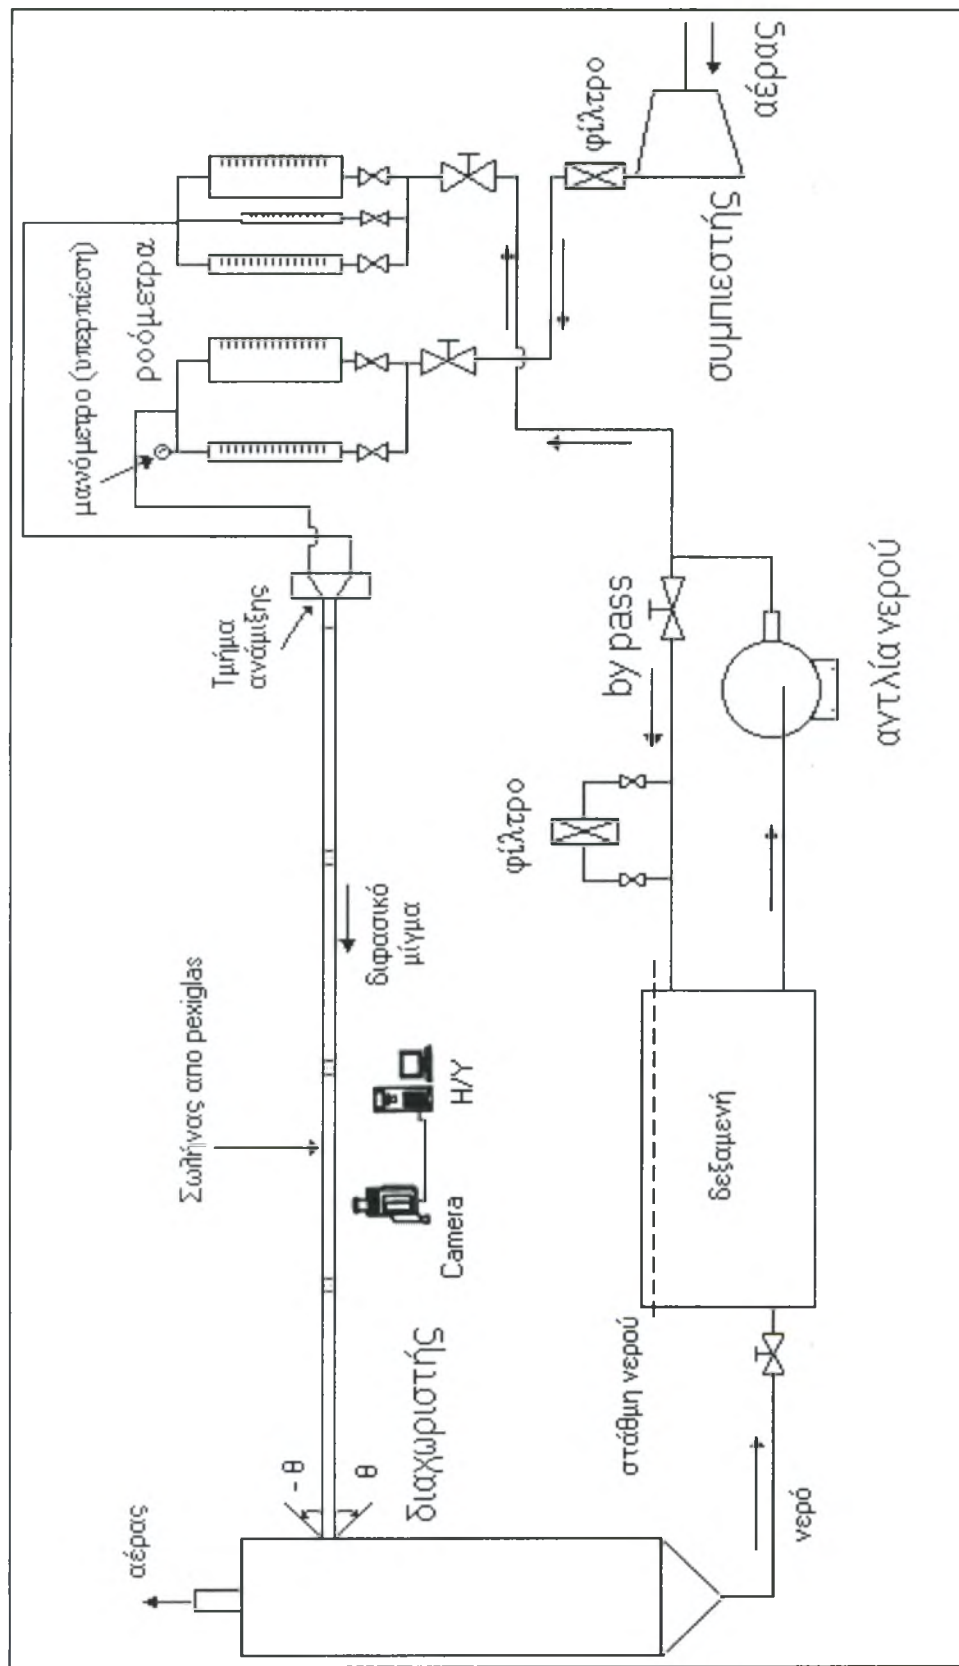 αέρας
- θ
θ
διαχωριστής
Σωλήνας απο pexiglas
Camera
Η/Υ
διφασικό
μίγμα
Τμήμα
ανάμιξης
μανόμετρο (υπερπίεση)
ροόμετρα
φίλτρο
αέρας
συμπιεστής
by pass
φίλτρο
αντλία νερού
στάθμη νερού
δεξαμενή
νερό